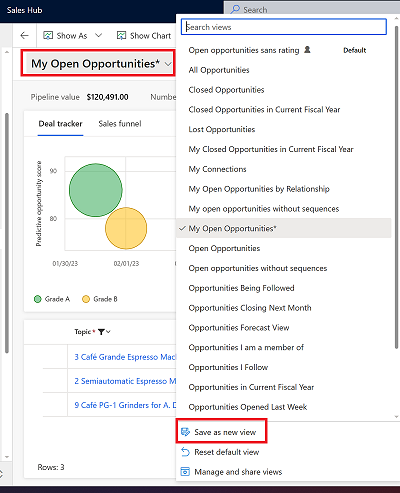 Sales Hub
Search
Show As
Show Chart
My Open Opportunities*
Pipeline value $120,491.00 Number
Deal tracker
Sales funnel
Predictive opportunity score
90
80
01/30/23
02/01/23
Grade A
Grade B
Topic*
3 Café Grande Espresso Mach
2 Semiautomatic Espresso Mac
9 Café PG-1 Grinders for A. D
Rows: 3
Search views
Open opportunities sans rating Default
All Opportunities
Closed Opportunities
Closed Opportunities in Current Fiscal Year
Lost Opportunities
My Closed Opportunities in Current Fiscal Year
My Connections
My Open Opportunities by Relationship
My open opportunities without sequences
My Open Opportunities*
Open Opportunities
Open opportunities without sequences
Opportunities Being Followed
Opportunities Closing Next Month
Opportunities Forecast View
Opportunities I am a member of
Opportunities I Follow
Opportunities in Current Fiscal Year
Opportunities Opened Last Week
Save as new view
Reset default view
Manage and share views